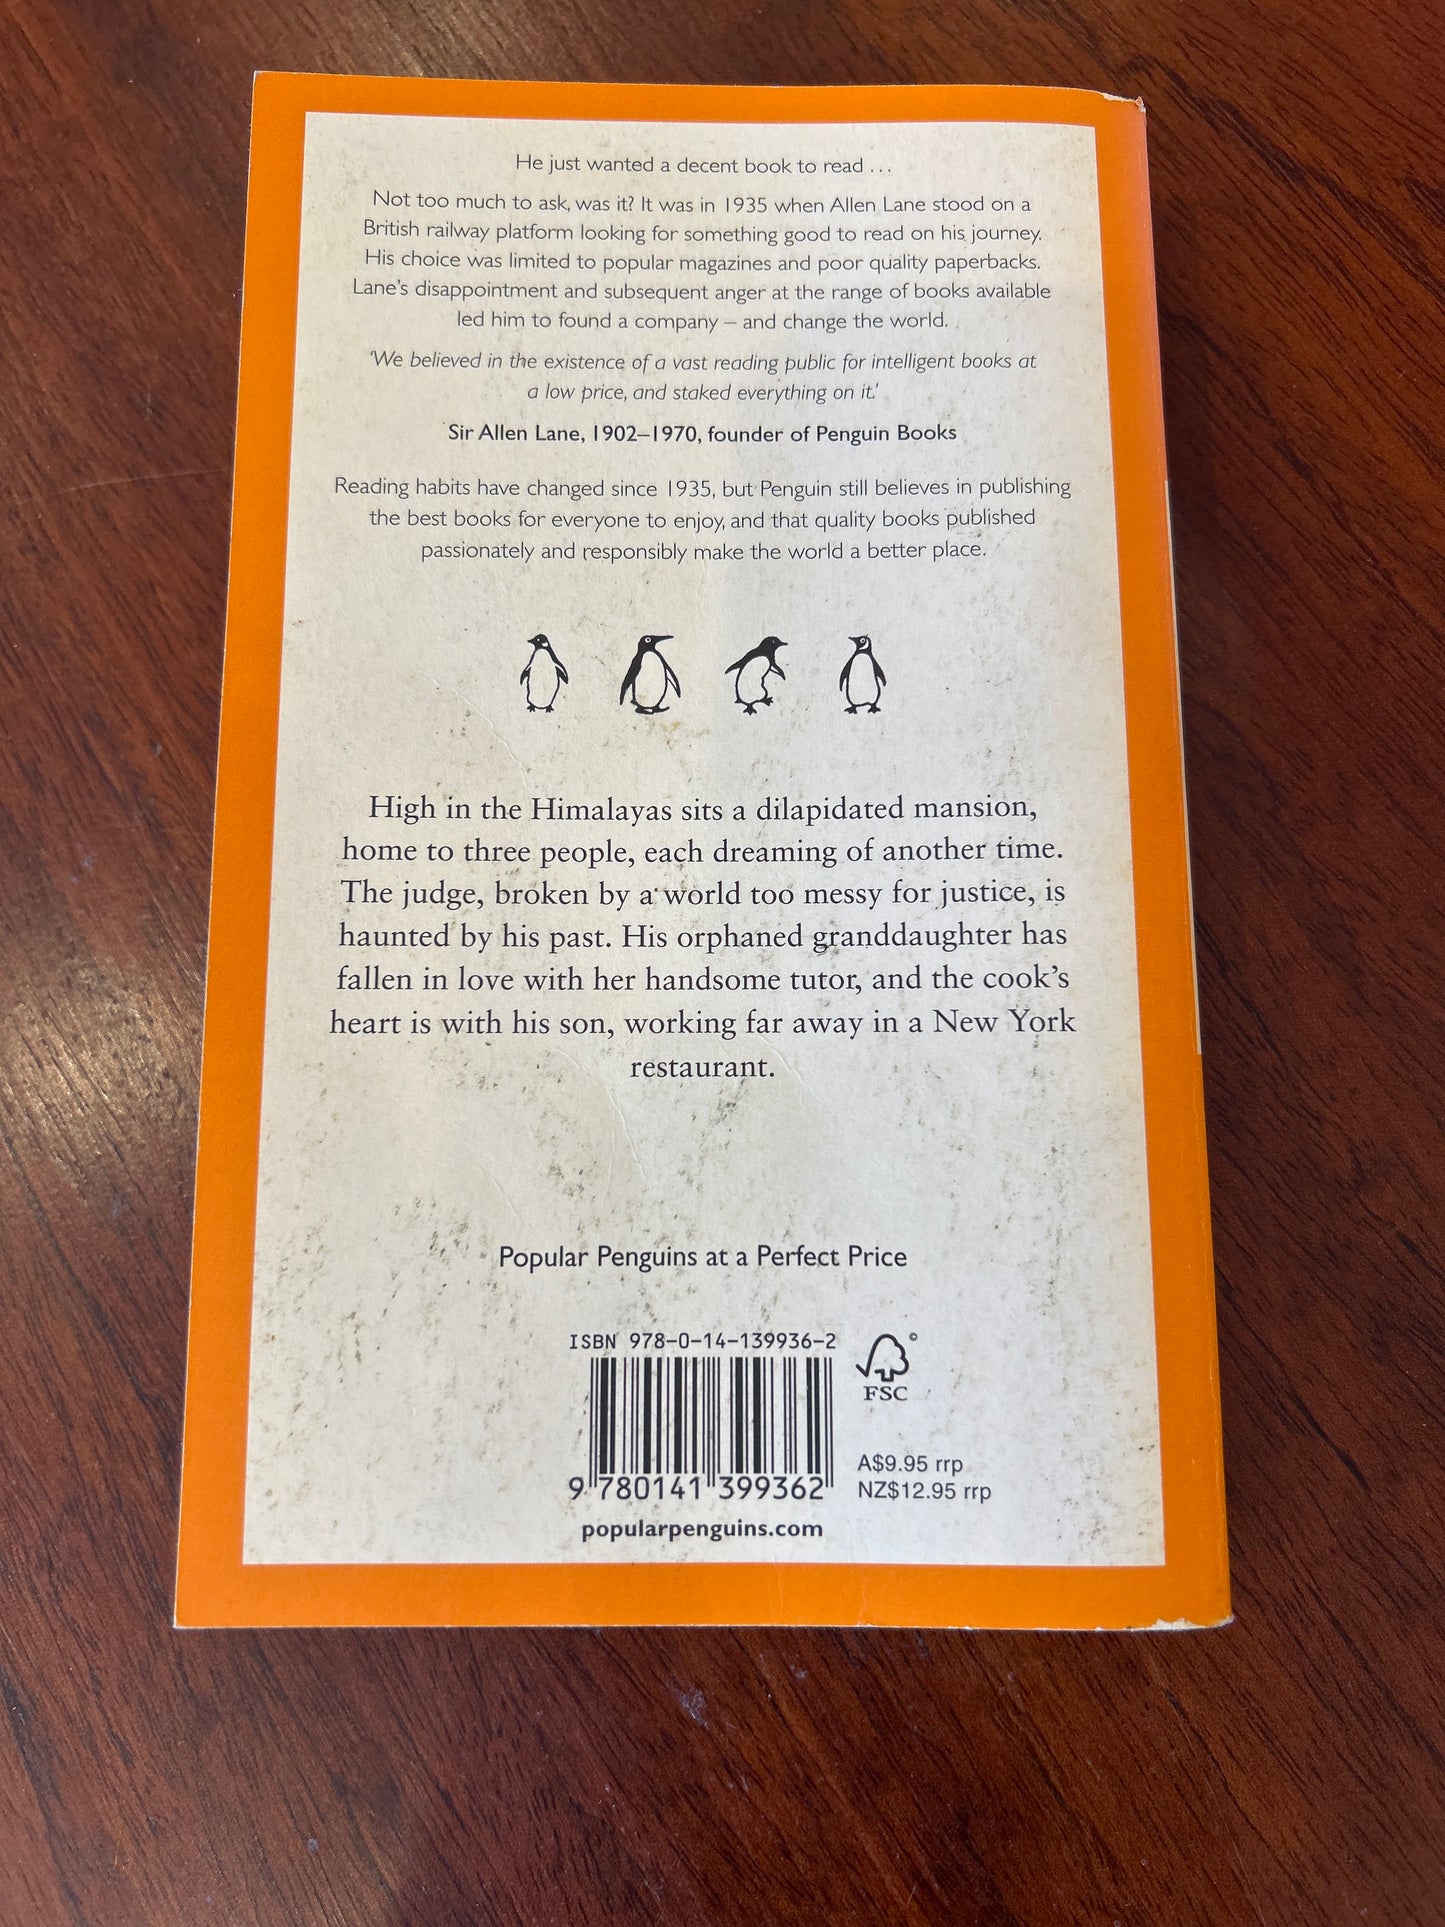 He just wanted a decent book to read . . .
Not too much to ask, was it? It was in 1935 when Allen Lane stood on a
British railway platform looking for something good to read on his journey.
His choice was limited to popular magazines and poor quality paperbacks.
Lane's disappointment and subsequent anger at the range of books available
led him to found a company – and change the world.
'We believed in the existence of a vast reading public for intelligent books at
a low price, and staked everything on it.'
Sir Allen Lane, 1902–1970, founder of Penguin Books
Reading habits have changed since 1935, but Penguin still believes in publishing
the best books for everyone to enjoy, and that quality books published
passionately and responsibly make the world a better place.
High in the Himalayas sits a dilapidated mansion,
home to three people, each dreaming of another time.
The judge, broken by a world too messy for justice, is
haunted by his past. His orphaned granddaughter has
fallen in love with her handsome tutor, and the cook's
heart is with his son, working far away in a New York
restaurant.
Popular Penguins at a Perfect Price
ISBN 978-0-14-139936-2
©
FSC
9 780141 399362
A$9.95 rrp
NZ$12.95 rrp
popularpenguins.com